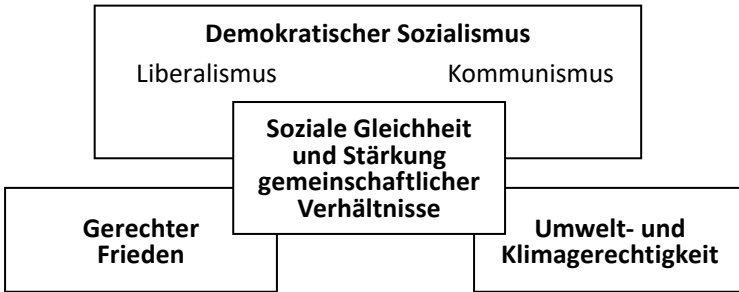 Demokratischer Sozialismus
Liberalismus
Kommunismus
Soziale Gleichheit
und Stärkung
gemeinschaftlicher
Verhältnisse
Gerechter
Frieden
Umwelt- und
Klimagerechtigkeit